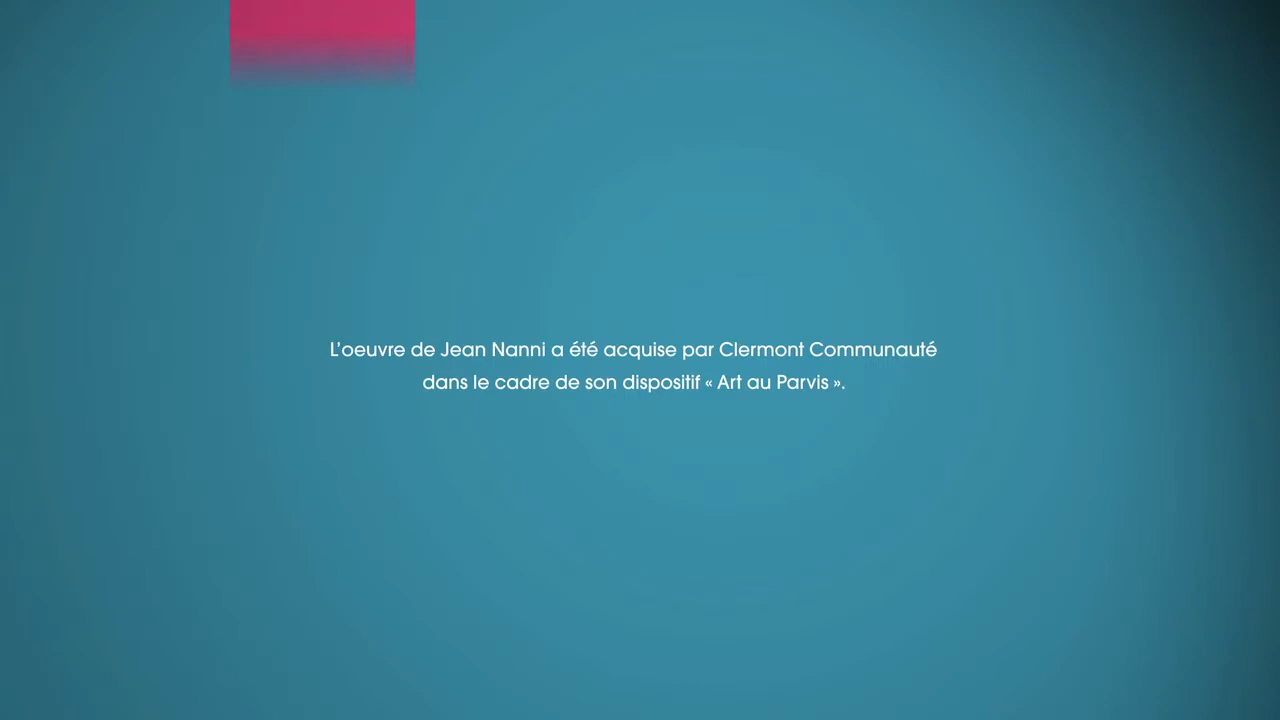 L’oeuvre de Jean Nanni a été acquise par Clermont Communauté
dans le cadre de son dispositif « Art au Parvis ».